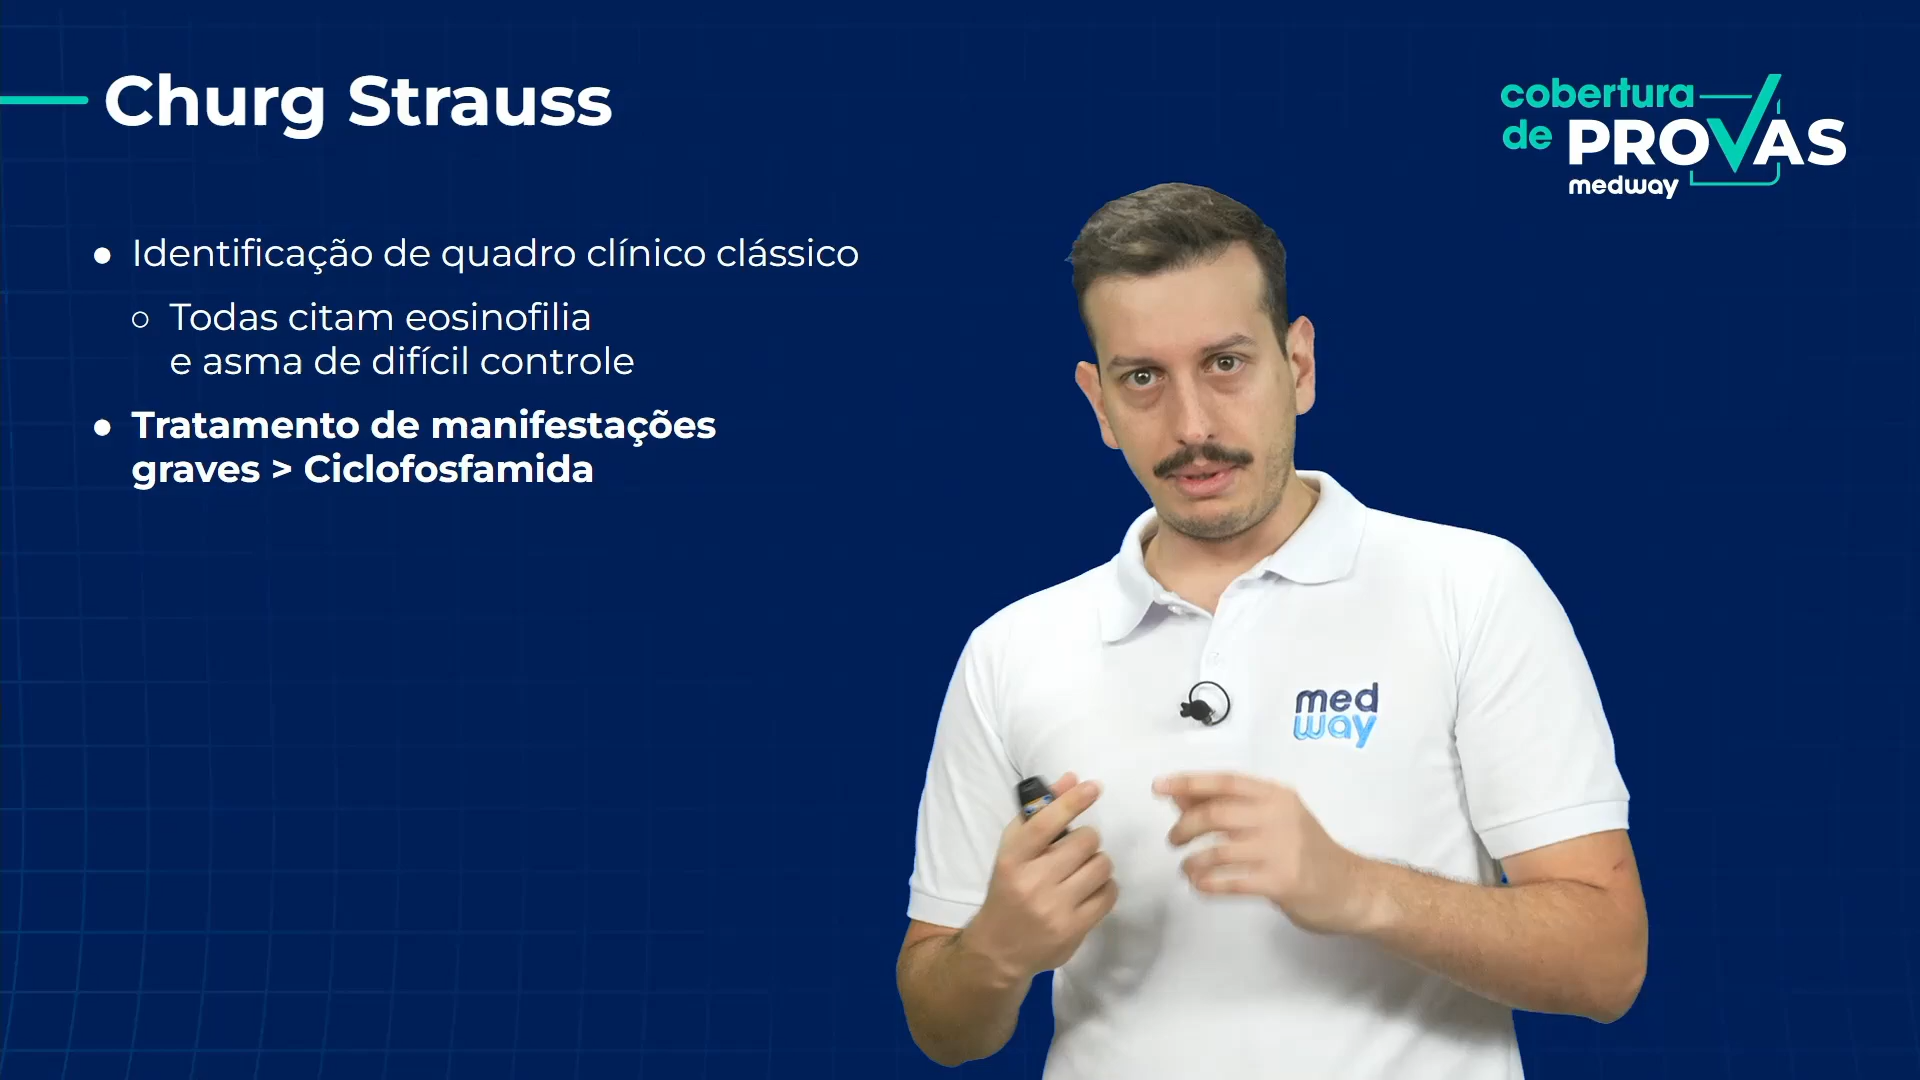 Churg Strauss
cobertura
de PROVAS
medway
● Identificação de quadro clínico clássico
○ Todas citam eosinofilia
e asma de difícil controle
● Tratamento de manifestações
graves > Ciclofosfamida
med
way